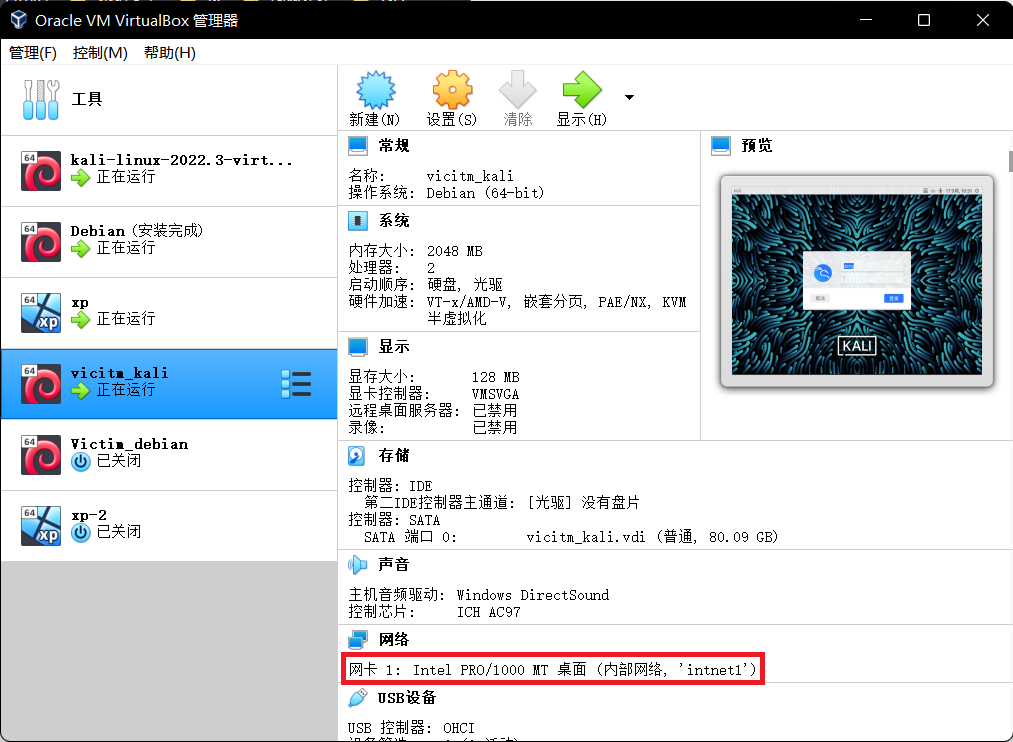 Oracle VM VirtualBox 管理器
管理(F) 控制(M) 帮助(H)
工具
新建(N) 设置(S) 清除 显示(H)
64
kali-linux-2022.3-virt...
正在运行
64
Debian (安装完成)
正在运行
64
xp
xp
正在运行
64
vicitm_kali
正在运行
64
Victim_debian
已关闭
64
xp
xp-2
已关闭
常规
名称: vicitm_kali
操作系统: Debian (64-bit)
系统
内存大小: 2048 MB
处理器: 2
启动顺序: 硬盘, 光驱
硬件加速: VT-x/AMD-V, 嵌套分页, PAE/NX, KVM
半虚拟化
显示
显存大小: 128 MB
显卡控制器: VMSVGA
远程桌面服务器: 已禁用
录像: 已禁用
预览
KALI
存储
控制器: IDE
第二IDE控制器主通道: [光驱] 没有盘片
控制器: SATA
SATA 端口 0: vicitm_kali.vdi (普通, 80.09 GB)
声音
主机音频驱动: Windows DirectSound
控制芯片: ICH AC97
网络
网卡 1: Intel PRO/1000 MT 桌面 (内部网络, 'intnet1')
USB设备
USB 控制器: OHCI